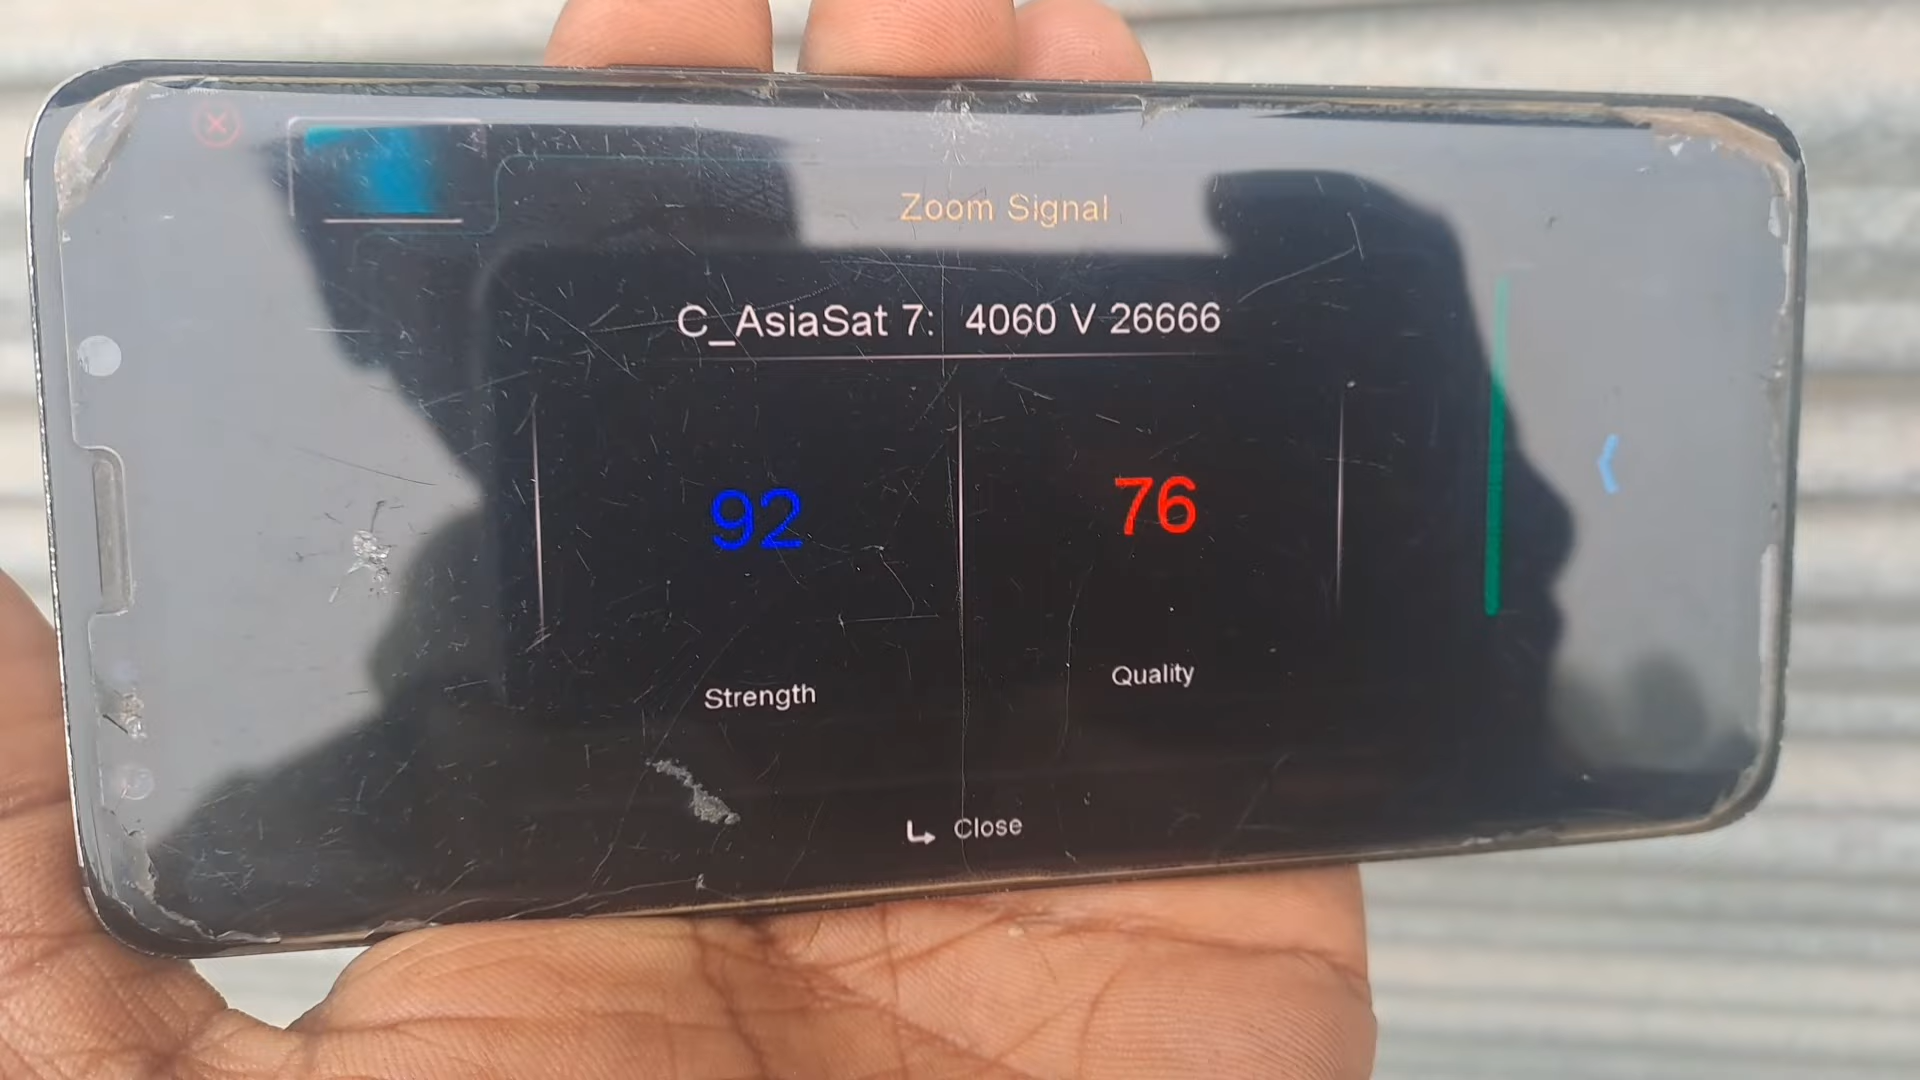 Zoom Signal
C_AsiaSat 7: 4060 V 26666
92
76
Strength
Quality
Close